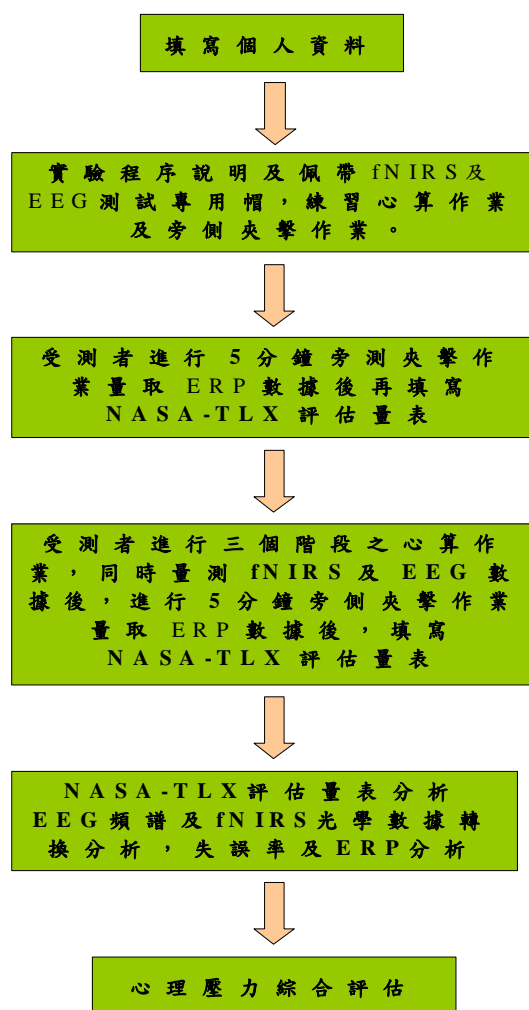 填寫個人資料
實驗程序說明及佩帶fNIRS及
EEG測試專用帽，練習心算作業
及旁側夾擊作業。
受測者進行5分鐘旁測夾擊作
業量取ERP數據後再填寫
NASA-TLX評估量表
受測者進行三個階段之心算作
業，同時量測fNIRS及EEG數
據後，進行5分鐘旁側夾擊作業
量取ERP數據後，填寫
NASA-TLX評估量表
NASA-TLX評估量表分析
EEG頻譜及fNIRS光學數據轉
換分析，失誤率及ERP分析
心理壓力綜合評估